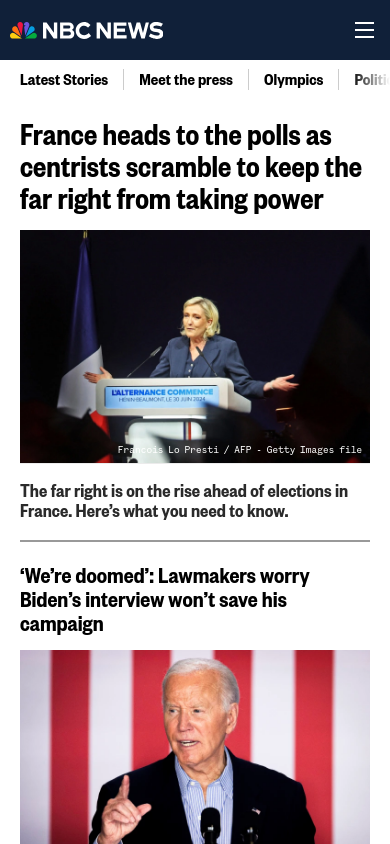 NBC NEWS
Latest Stories
Meet the press
Olympics
France heads to the polls as
centrists scramble to keep the
far right from taking power
L'ALTERNANCE COMMENCE
HENIN-BEAUMONT, LE 30 JUIN 2024
Francois Lo Presti / AFP - Getty Images file
The far right is on the rise ahead of elections in
France. Here’s what you need to know.
‘We’re doomed’: Lawmakers worry
Biden’s interview won’t save his
campaign